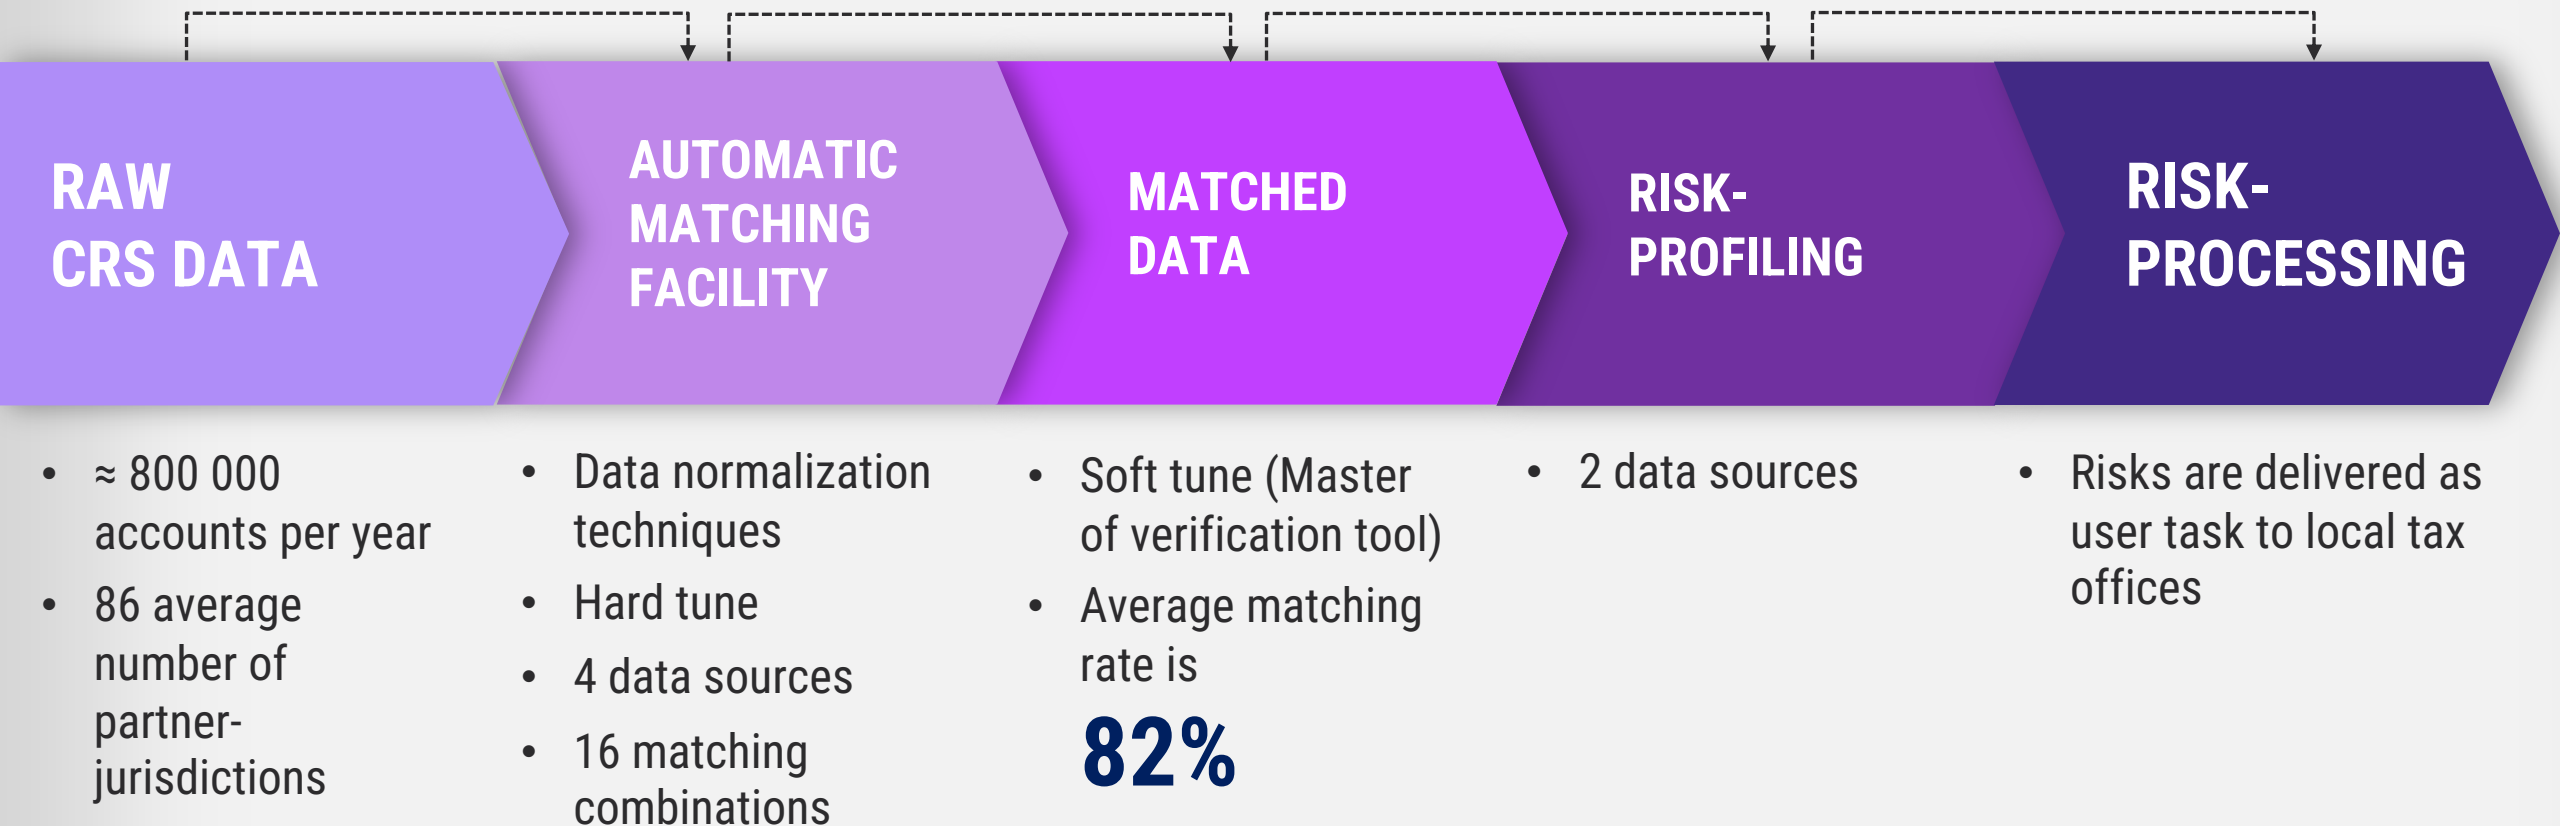 RAW
CRS DATA
AUTOMATIC
MATCHING
FACILITY
MATCHED
DATA
RISK-
PROFILING
RISK-
PROCESSING
• ≈ 800 000
accounts per year
• 86 average
number of
partner-
jurisdictions
• Data normalization
techniques
• Hard tune
• 4 data sources
• 16 matching
combinations
• Soft tune (Master
of verification tool)
• Average matching
rate is
82%
• 2 data sources
• Risks are delivered as
user task to local tax
offices